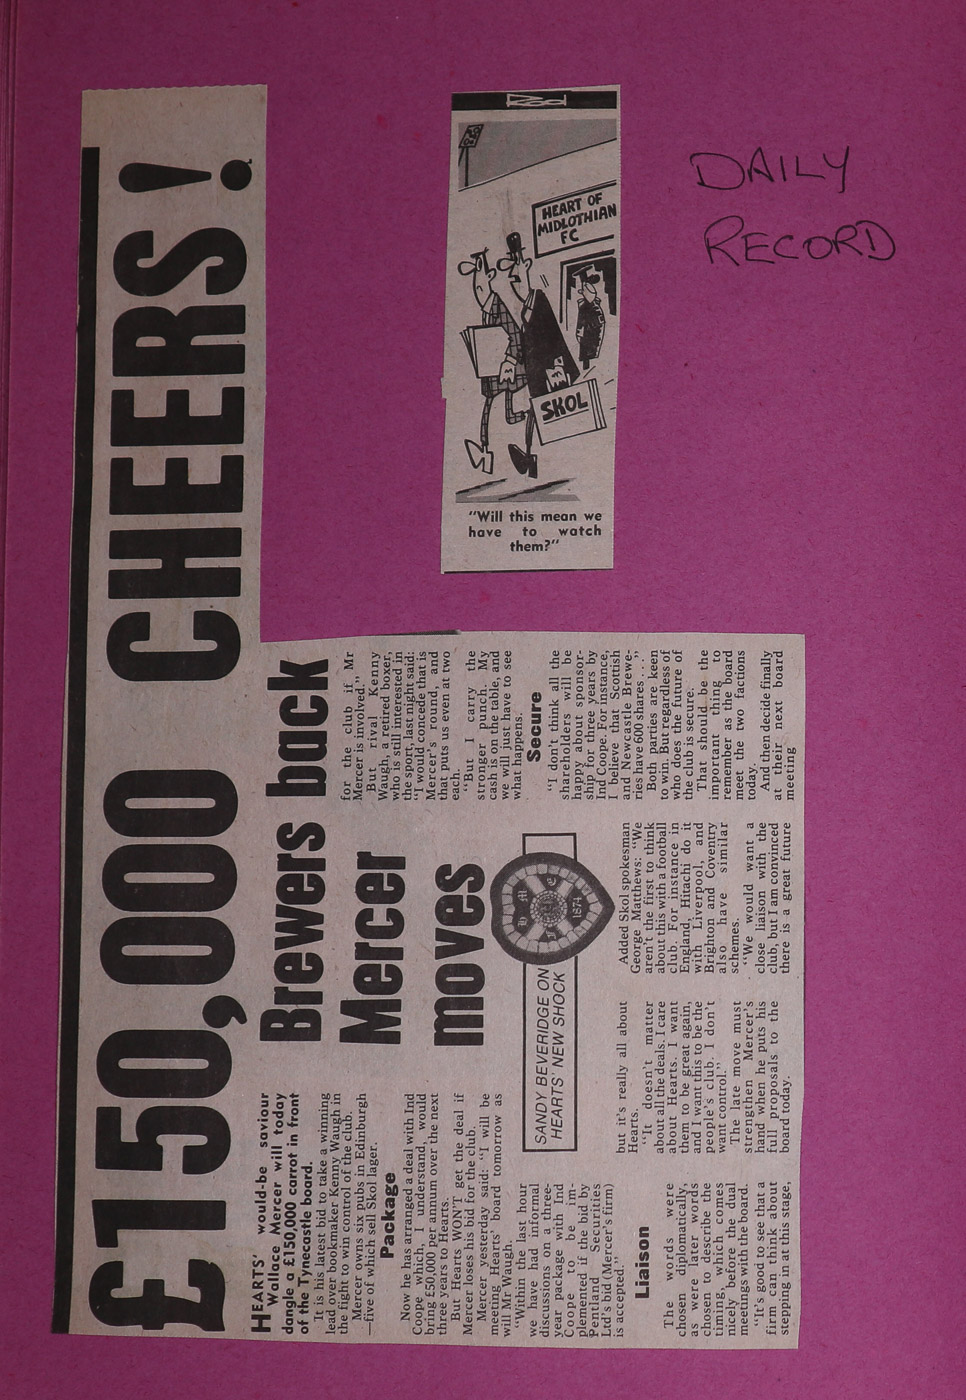 £150,000 CHEERS!
Brewers back
Mercer
moves
SANDY BEVERIDGE ON
HEARTS' NEW SHOCK
HEARTS' would-be saviour
Wallace Mercer will today
dangle a £150,000 carrot in front
of the Tynecastle board.
It is his latest bid to take a winning
lead over bookmaker Kenny Waugh in
the fight to win control of the club.
Mercer owns six pubs in Edinburgh
—five of which sell Skol lager.
Package
Now he has arranged a deal with Ind
Coope which, I understand, would
bring £50,000 per annum over the next
three years to Hearts.
But Hearts WON'T get the deal if
Mercer loses his bid for the club.
Mercer yesterday said: "I will be
meeting Hearts' board tomorrow as
will Mr Waugh.
"Within the last hour
we have had informal
discussions on a three-
year package with Ind
Coope to be im-
plemented if the bid by
Pentland Securities
Ltd's bid (Mercer's firm)
is accepted."
Liaison
The words were
chosen diplomatically,
as were later words
chosen to describe the
timing, which comes
nicely before the dual
meetings with the board.
"It's good to see that a
firm can think about
stepping in at this stage,
but it's really all about
Hearts.
"It doesn't matter
about all the deals. I care
about Hearts. I want
them to be great again,
and I want this to be the
people's club. I don't
want control."
The late move must
strengthen Mercer's
hand when he puts his
full proposals to the
board today.
Added Skol spokesman
George Matthews: "We
aren't the first to think
about this with a football
club. For instance in
England, Hitachi do it
with Liverpool, and
Brighton and Coventry
also have similar
schemes.
"We would want a
close liaison with the
club, but I am convinced
there is a great future
for the club if Mr
Mercer is involved."
But rival Kenny
Waugh, a retired boxer,
who is still interested in
the sport, last night said:
"I would concede that is
Mercer's round, and
that puts us even at two
each.
"But I carry the
stronger punch. My
cash is on the table, and
we will just have to see
what happens.
Secure
"I don't think all the
shareholders will be
happy about sponsor-
ship for three years by
Ind Coope. For instance,
I believe that Scottish
and Newcastle Brewe-
ries have 600 shares . . ."
Both parties are keen
to win. But regardless of
who does the future of
the club is secure.
That should be the
important thing to
remember as the board
meet the two factions
today.
And then decide finally
at their next board
meeting
1874
Rod
HEART OF
MIDLOTHIAN
FC
SKOL
"Will this mean we
have to watch
them?"
DAILY
RECORD